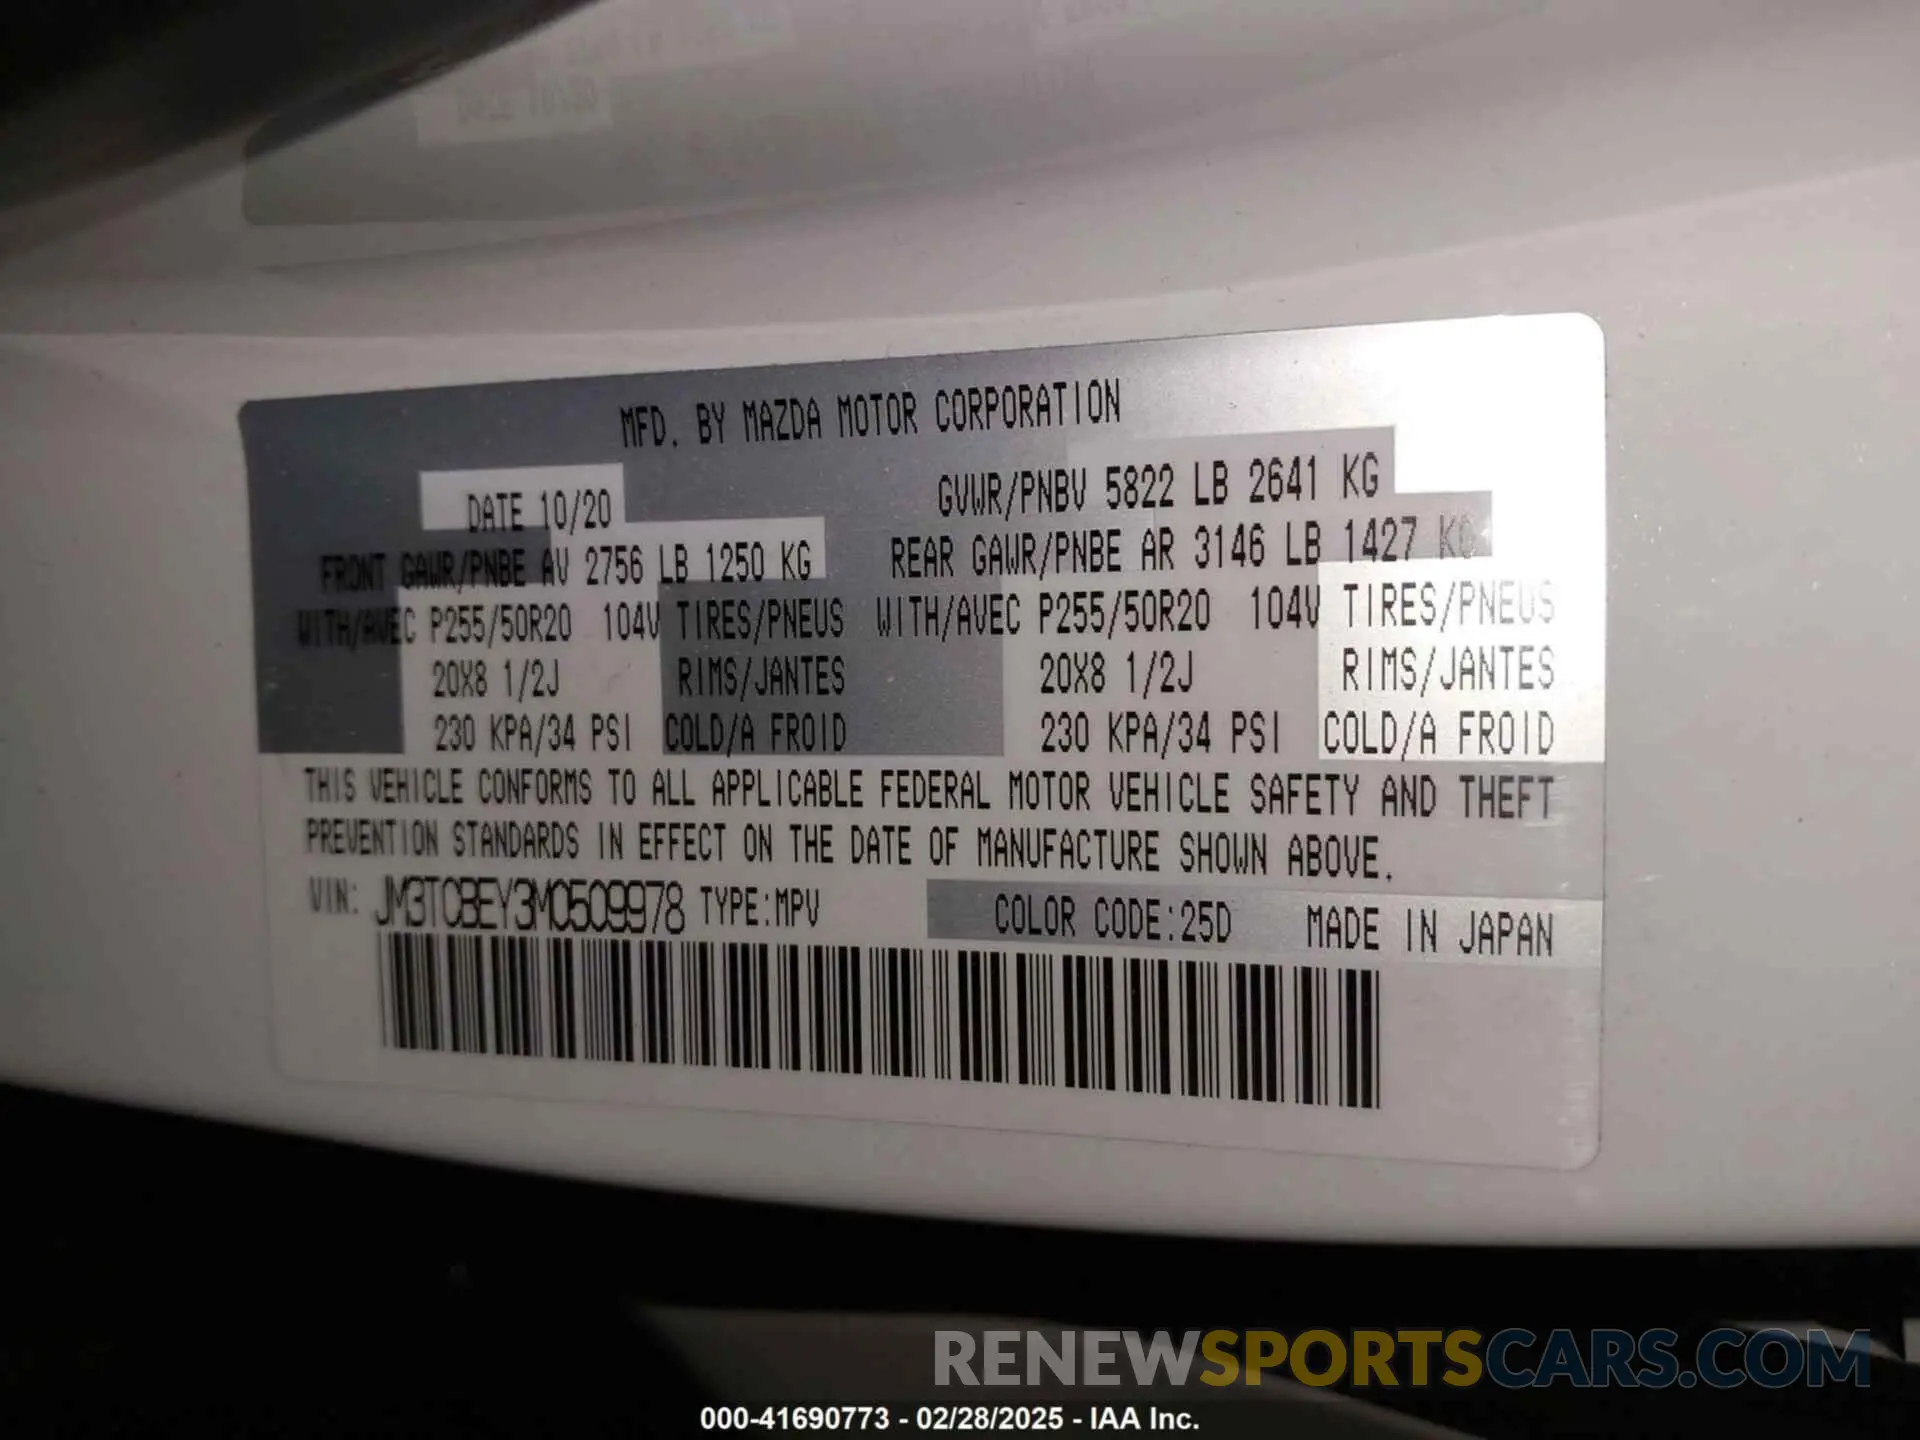 MFD. BY MAZDA MOTOR CORPORATION
DATE 10/20 GVWR/PNBV 5822 LB 2641 KG
FRONT GAWR/PNBE AV 2756 LB 1250 KG REAR GAWR/PNBE AR 3146 LB 1427 KG
WITH/AVEC P255/50R20 104V TIRES/PNEUS WITH/AVEC P255/50R20 104V TIRES/PNEUS
20X8 1/2J RIMS/JANTES 20X8 1/2J RIMS/JANTES
230 KPA/34 PSI COLD/A FROID 230 KPA/34 PSI COLD/A FROID
THIS VEHICLE CONFORMS TO ALL APPLICABLE FEDERAL MOTOR VEHICLE SAFETY AND THEFT
PREVENTION STANDARDS IN EFFECT ON THE DATE OF MANUFACTURE SHOWN ABOVE.
VIN: JM3TCBEY3M0509978 TYPE:MPV COLOR CODE:25D MADE IN JAPAN
RENEWSPORTSCARS.COM
000-41690773 - 02/28/2025 - IAA Inc.